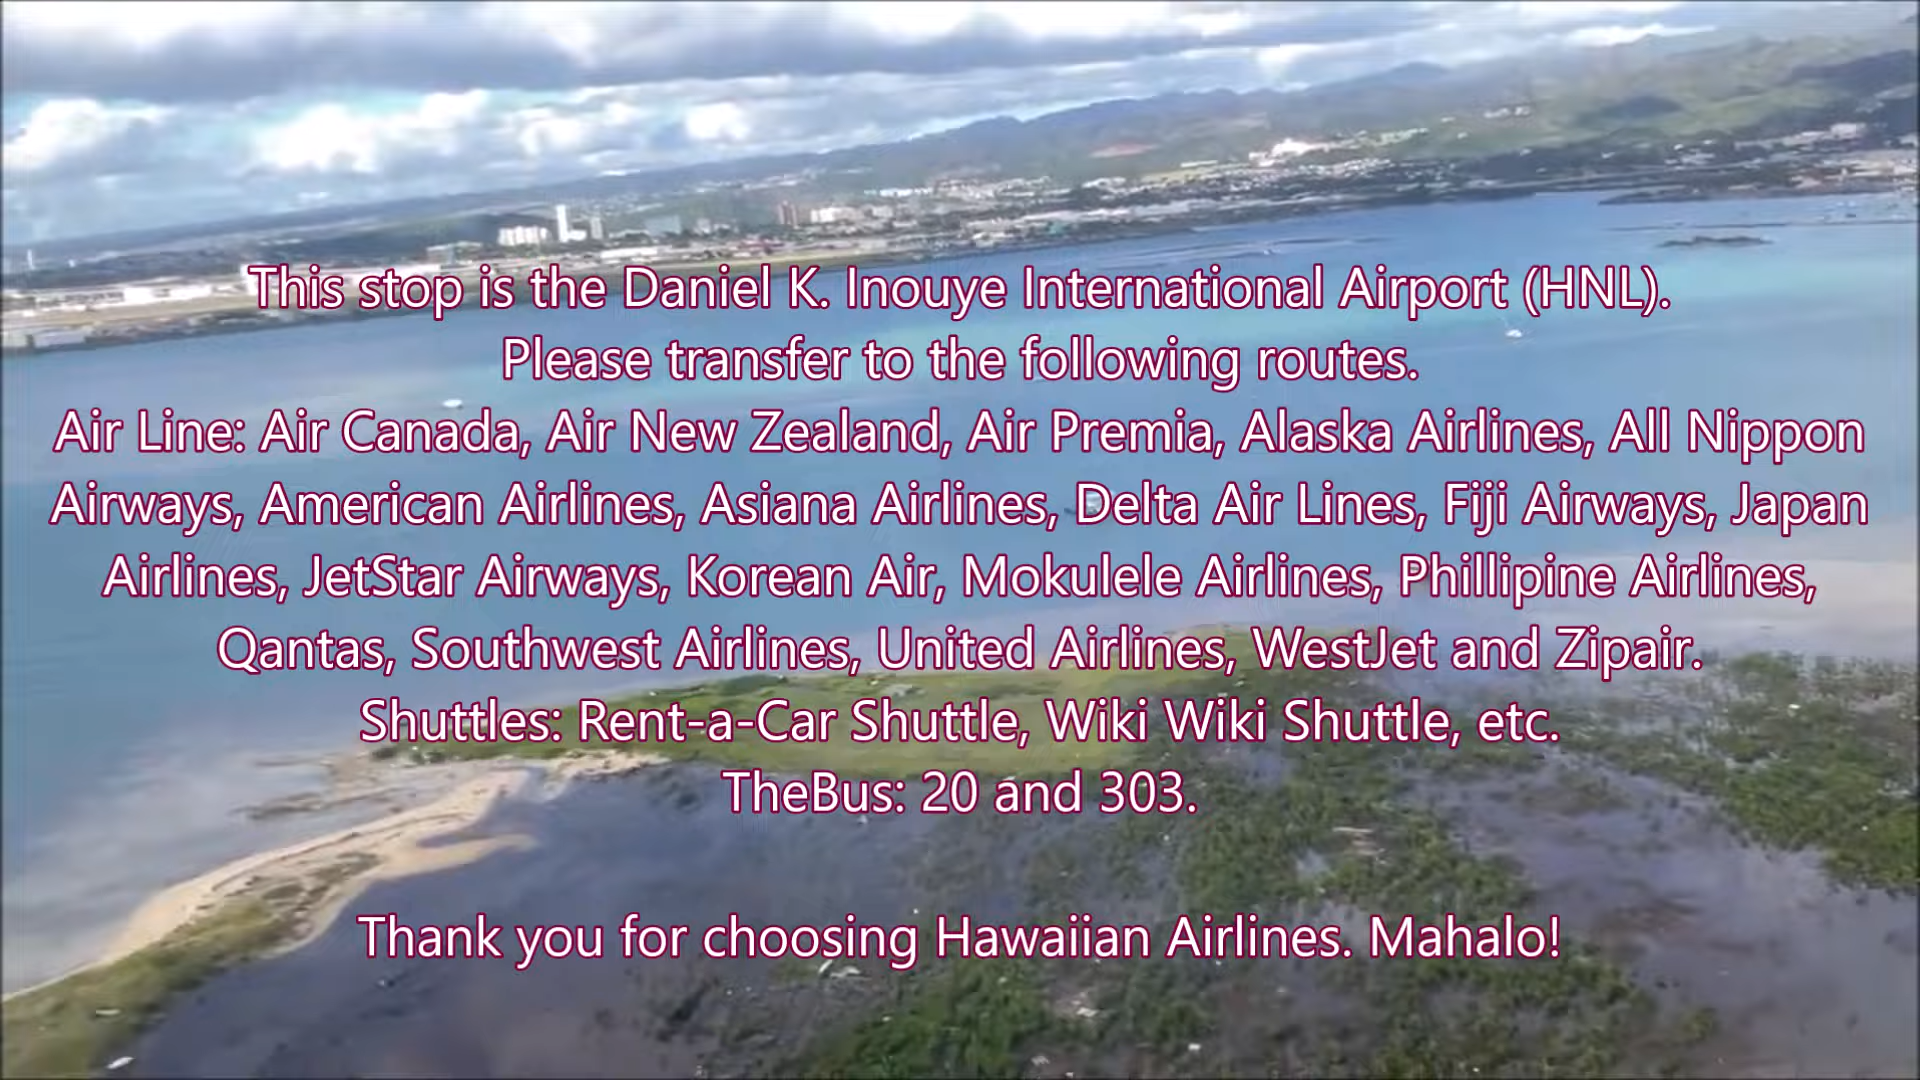 This stop is the Daniel K. Inouye International Airport (HNL).
Please transfer to the following routes.
Air Line: Air Canada, Air New Zealand, Air Premia, Alaska Airlines, All Nippon
Airways, American Airlines, Asiana Airlines, Delta Air Lines, Fiji Airways, Japan
Airlines, JetStar Airways, Korean Air, Mokulele Airlines, Phillipine Airlines,
Qantas, Southwest Airlines, United Airlines, WestJet and Zipair.
Shuttles: Rent-a-Car Shuttle, Wiki Wiki Shuttle, etc.
TheBus: 20 and 303.
Thank you for choosing Hawaiian Airlines. Mahalo!